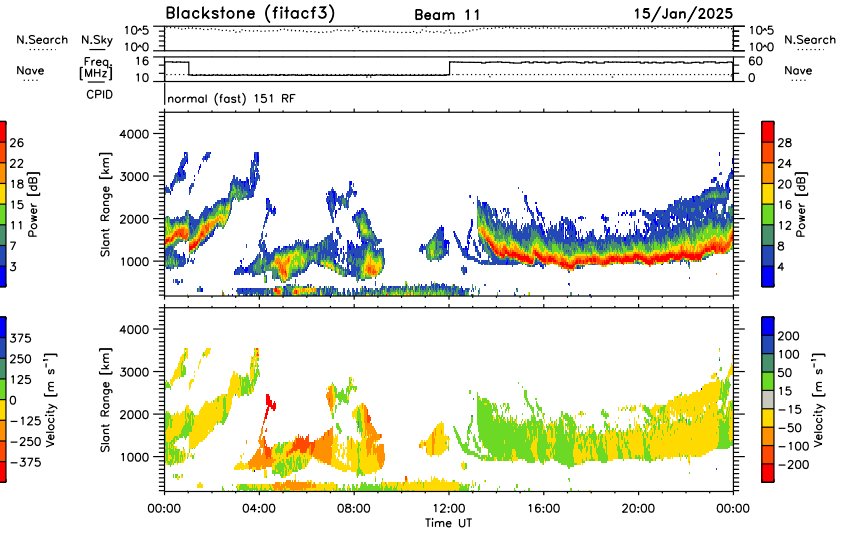 Blackstone (fitacf3) Beam 11 15/Jan/2025
N.Search N.Sky 10^5 10^0 10^5 10^0 N.Search
Nave Freq. [MHz] 16 10 60 0 Nave
CPID normal (fast) 151 RF
Power [dB] 26 22 18 15 11 7 3
Slant Range [km] 4000 3000 2000 1000
28 24 20 16 12 8 4 Power [dB]
375 250 125 0 −125 −250 −375 Velocity [m s⁻¹]
Slant Range [km] 4000 3000 2000 1000
200 100 50 15 −15 −50 −100 −200 Velocity [m s⁻¹]
00:00 04:00 08:00 12:00 16:00 20:00 00:00
Time UT